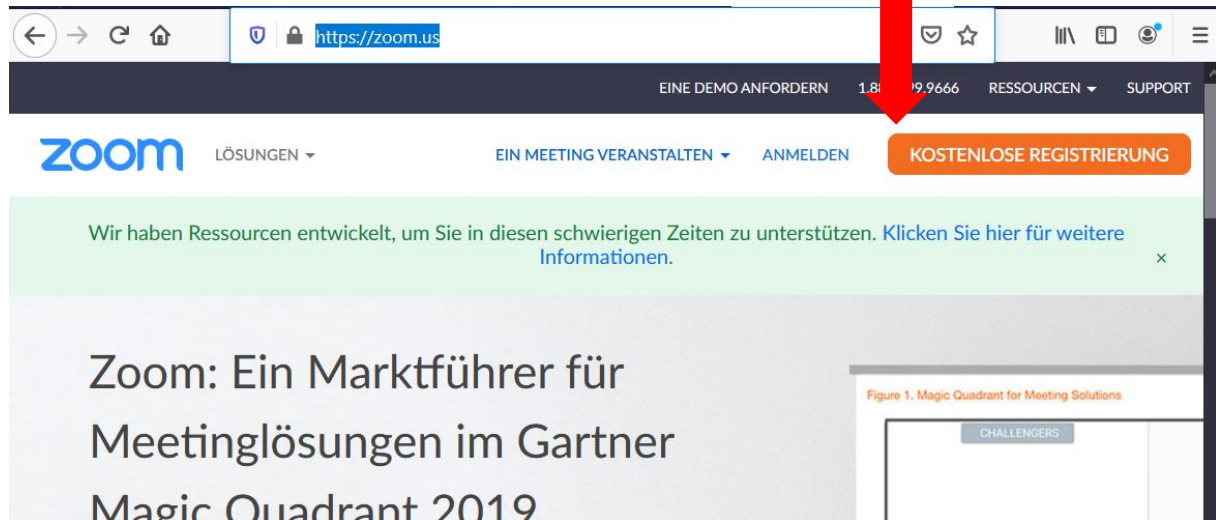 https://zoom.us
EINE DEMO ANFORDERN RESSOURCEN SUPPORT
zoom LÖSUNGEN EIN MEETING VERANSTALTEN ANMELDEN KOSTENLOSE REGISTRIERUNG
Wir haben Ressourcen entwickelt, um Sie in diesen schwierigen Zeiten zu unterstützen. Klicken Sie hier für weitere
Informationen. ×
Zoom: Ein Marktführer für
Meetinglösungen im Gartner
Magic Quadrant 2019
Figure 1. Magic Quadrant for Meeting Solutions
CHALLENGERS